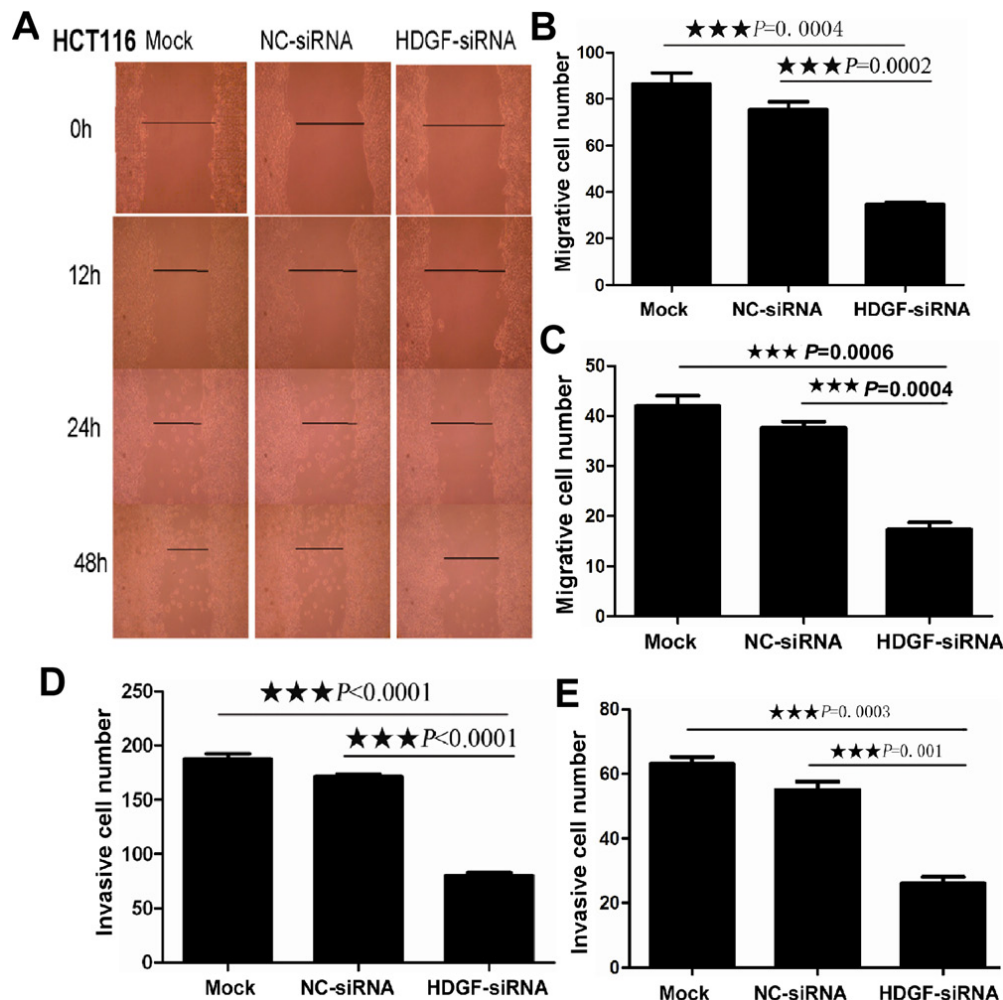 A
HCT116 Mock NC-siRNA HDGF-siRNA
0h
12h
24h
48h
B
★★★P=0.0004
★★★P=0.0002
Migrative cell number
100
80
60
40
20
0
Mock NC-siRNA HDGF-siRNA
C
★★★ P=0.0006
★★★ P=0.0004
Migrative cell number
50
40
30
20
10
0
Mock NC-siRNA HDGF-siRNA
D
★★★P<0.0001
★★★P<0.0001
Invasive cell number
250
200
150
100
50
0
Mock NC-siRNA HDGF-siRNA
E
★★★P=0.0003
★★★P=0.001
Invasive cell number
80
60
40
20
0
Mock NC-siRNA HDGF-siRNA